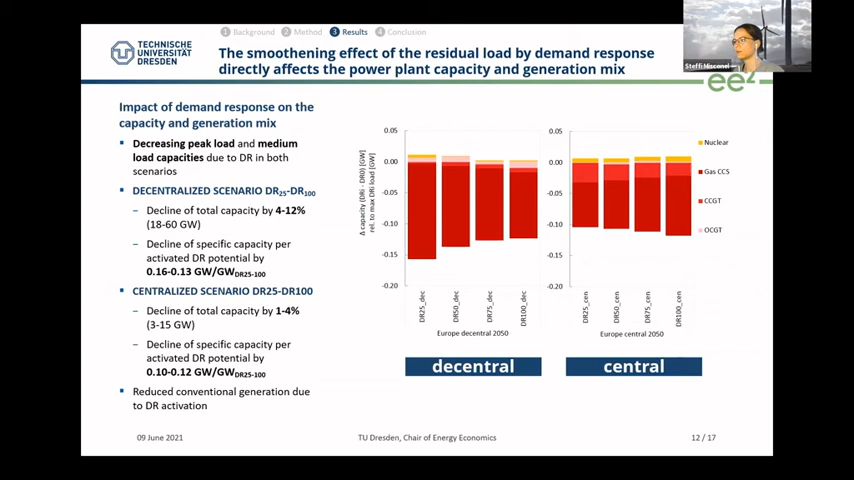 1 Background 2 Method 3 Results 4 Conclusion
TECHNISCHE
UNIVERSITÄT
DRESDEN
The smoothening effect of the residual load by demand response
directly affects the power plant capacity and generation mix
Steffi Misconel
ee²
Impact of demand response on the
capacity and generation mix
Decreasing peak load and medium
load capacities due to DR in both
scenarios
DECENTRALIZED SCENARIO DR25-DR100
Decline of total capacity by 4-12%
(18-60 GW)
Decline of specific capacity per
activated DR potential by
0.16-0.13 GW/GWDR25-100
CENTRALIZED SCENARIO DR25-DR100
Decline of total capacity by 1-4%
(3-15 GW)
Decline of specific capacity per
activated DR potential by
0.10-0.12 GW/GWDR25-100
Reduced conventional generation due
to DR activation
Δ capacity (DRi - DR0) [GW]
rel. to max DRi load [GW]
0.05
0.00
-0.05
-0.10
-0.15
-0.20
DR25_dec
DR50_dec
DR75_dec
DR100_dec
Europe decentral 2050
0.05
0.00
-0.05
-0.10
-0.15
-0.20
DR25_cen
DR50_cen
DR75_cen
DR100_cen
Europe central 2050
Nuclear
Gas CCS
CCGT
OCGT
decentral
central
09 June 2021
TU Dresden, Chair of Energy Economics
12 / 17